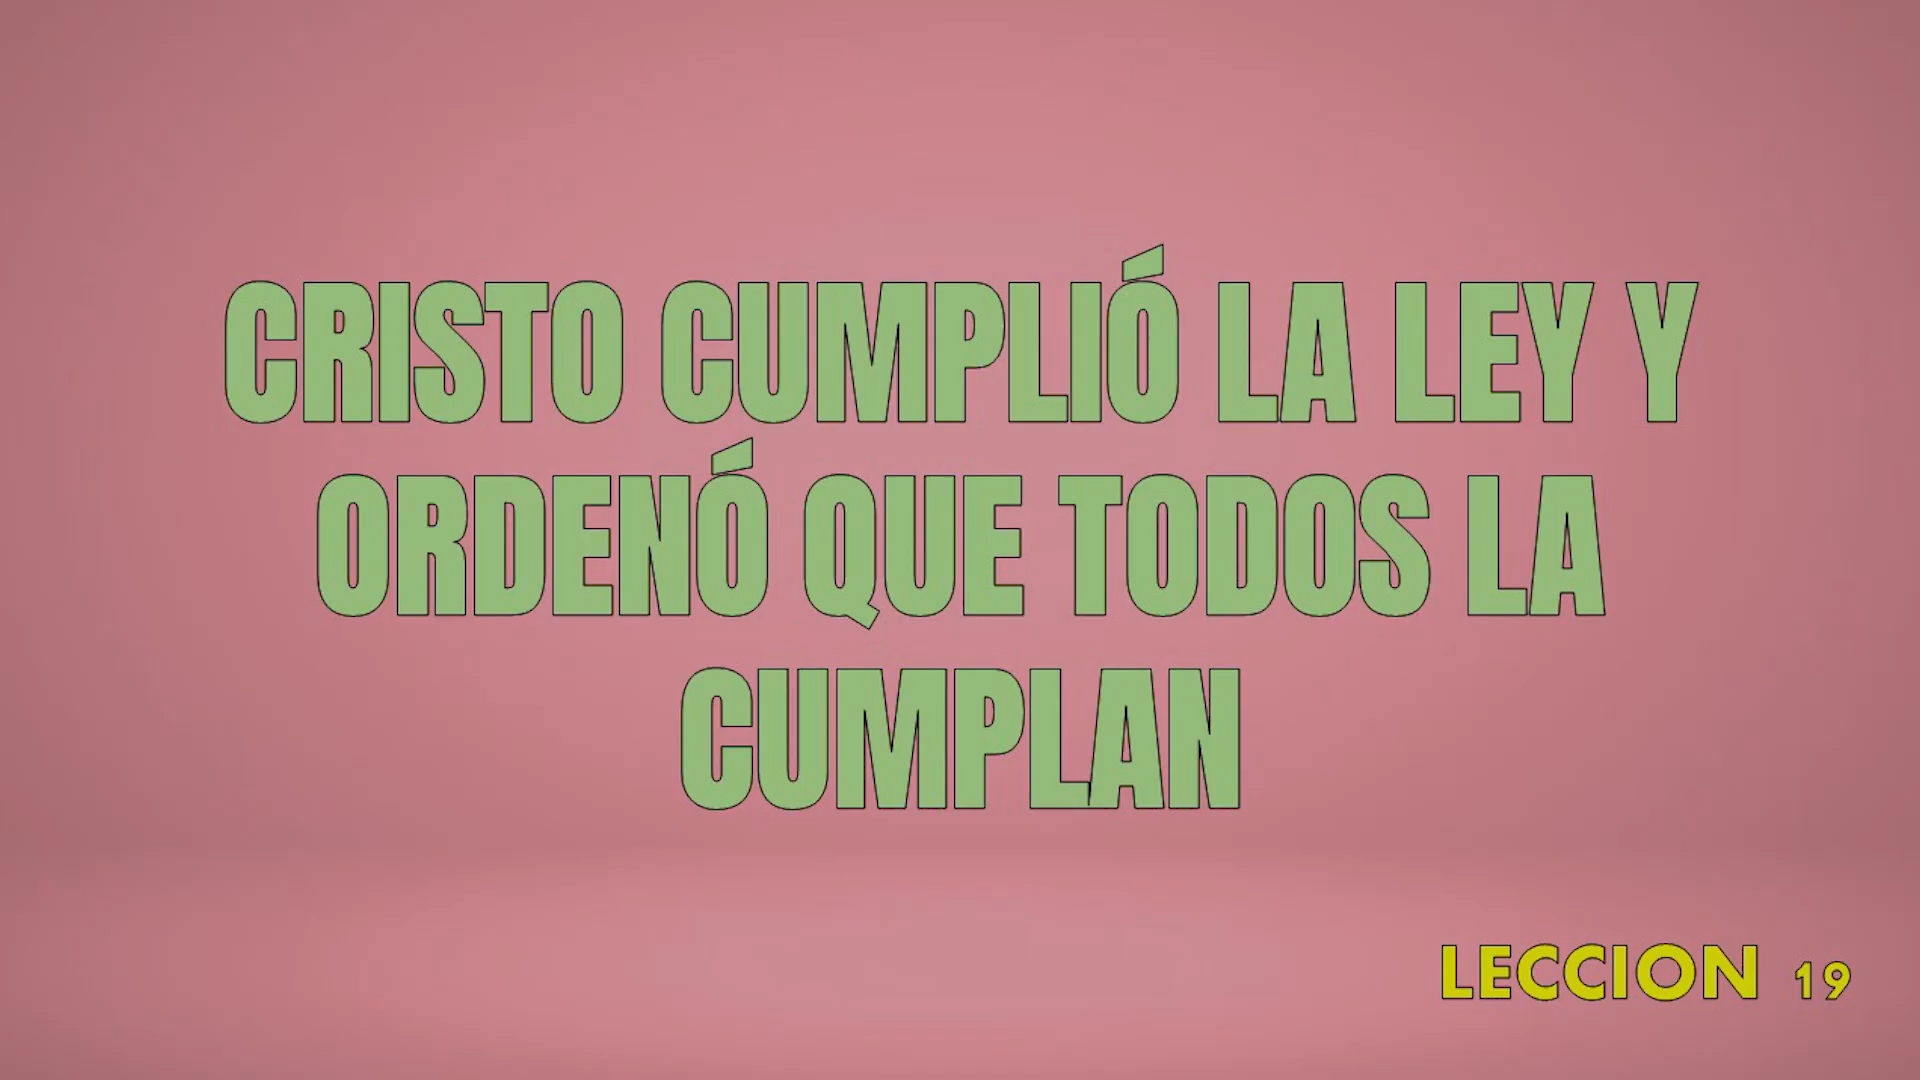 CRISTO CUMPLIÓ LA LEY Y
ORDENÓ QUE TODOS LA
CUMPLAN
LECCION 19